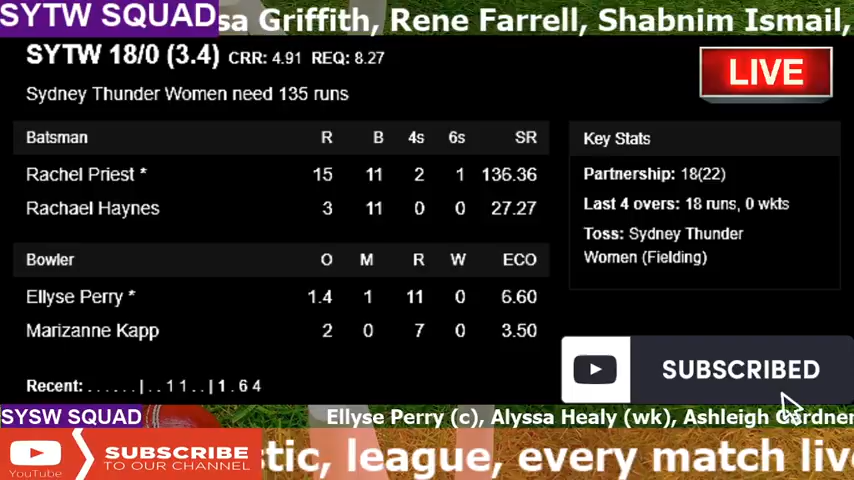 SYTW SQUAD
sa Griffith, Rene Farrell, Shabnim Ismail,
SYTW 18/0 (3.4) CRR: 4.91 REQ: 8.27
LIVE
Sydney Thunder Women need 135 runs
Batsman R B 4s 6s SR
Rachel Priest * 15 11 2 1 136.36
Rachael Haynes 3 11 0 0 27.27
Key Stats
Partnership: 18(22)
Last 4 overs: 18 runs, 0 wkts
Toss: Sydney Thunder
Women (Fielding)
Bowler O M R W ECO
Ellyse Perry * 1.4 1 11 0 6.60
Marizanne Kapp 2 0 7 0 3.50
SUBSCRIBED
Recent: . . . . . . | . . 1 1 . . | 1 . 6 4
SYSW SQUAD
Ellyse Perry (c), Alyssa Healy (wk), Ashleigh Gardner
YouTube
SUBSCRIBE
TO OUR CHANNEL
stic, league, every match live